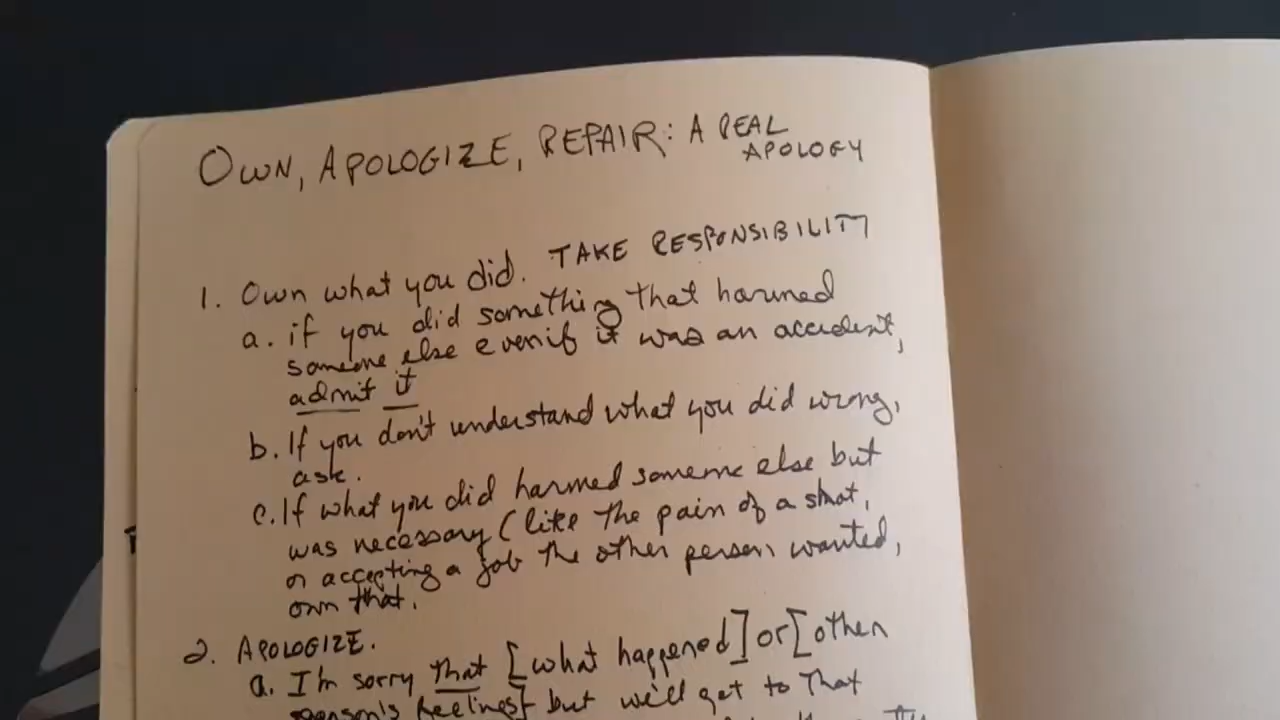 OWN, APOLOGIZE, REPAIR: A REAL
APOLOGY
1. Own what you did. TAKE RESPONSIBILITY
a. if you did something that harmed
someone else even if it was an accident,
admit it
b. If you don't understand what you did wrong,
ask.
c. If what you did harmed someone else but
was necessary (like the pain of a shot,
or accepting a job the other person wanted,
own that.
2. APOLOGIZE.
a. I'm sorry that [what happened] or [other
person's feelings] but we'll get to that